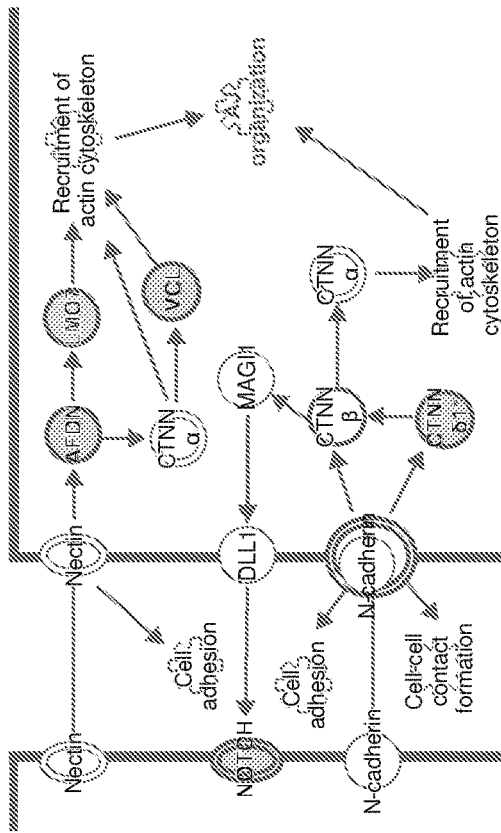 Nectin
Nectin
AFDN
Recruitment of
actin cytoskeleton
Cell
adhesion
CTNN
α
VCL
NOTCH
DLL1
MAGI1
AJ
organization
Cell
adhesion
CTNN
β
CTNN
α
N-cadherin
N-cadherin
CTNN
δ1
Recruitment
of actin
cytoskeleton
Cell-cell
contact
formation